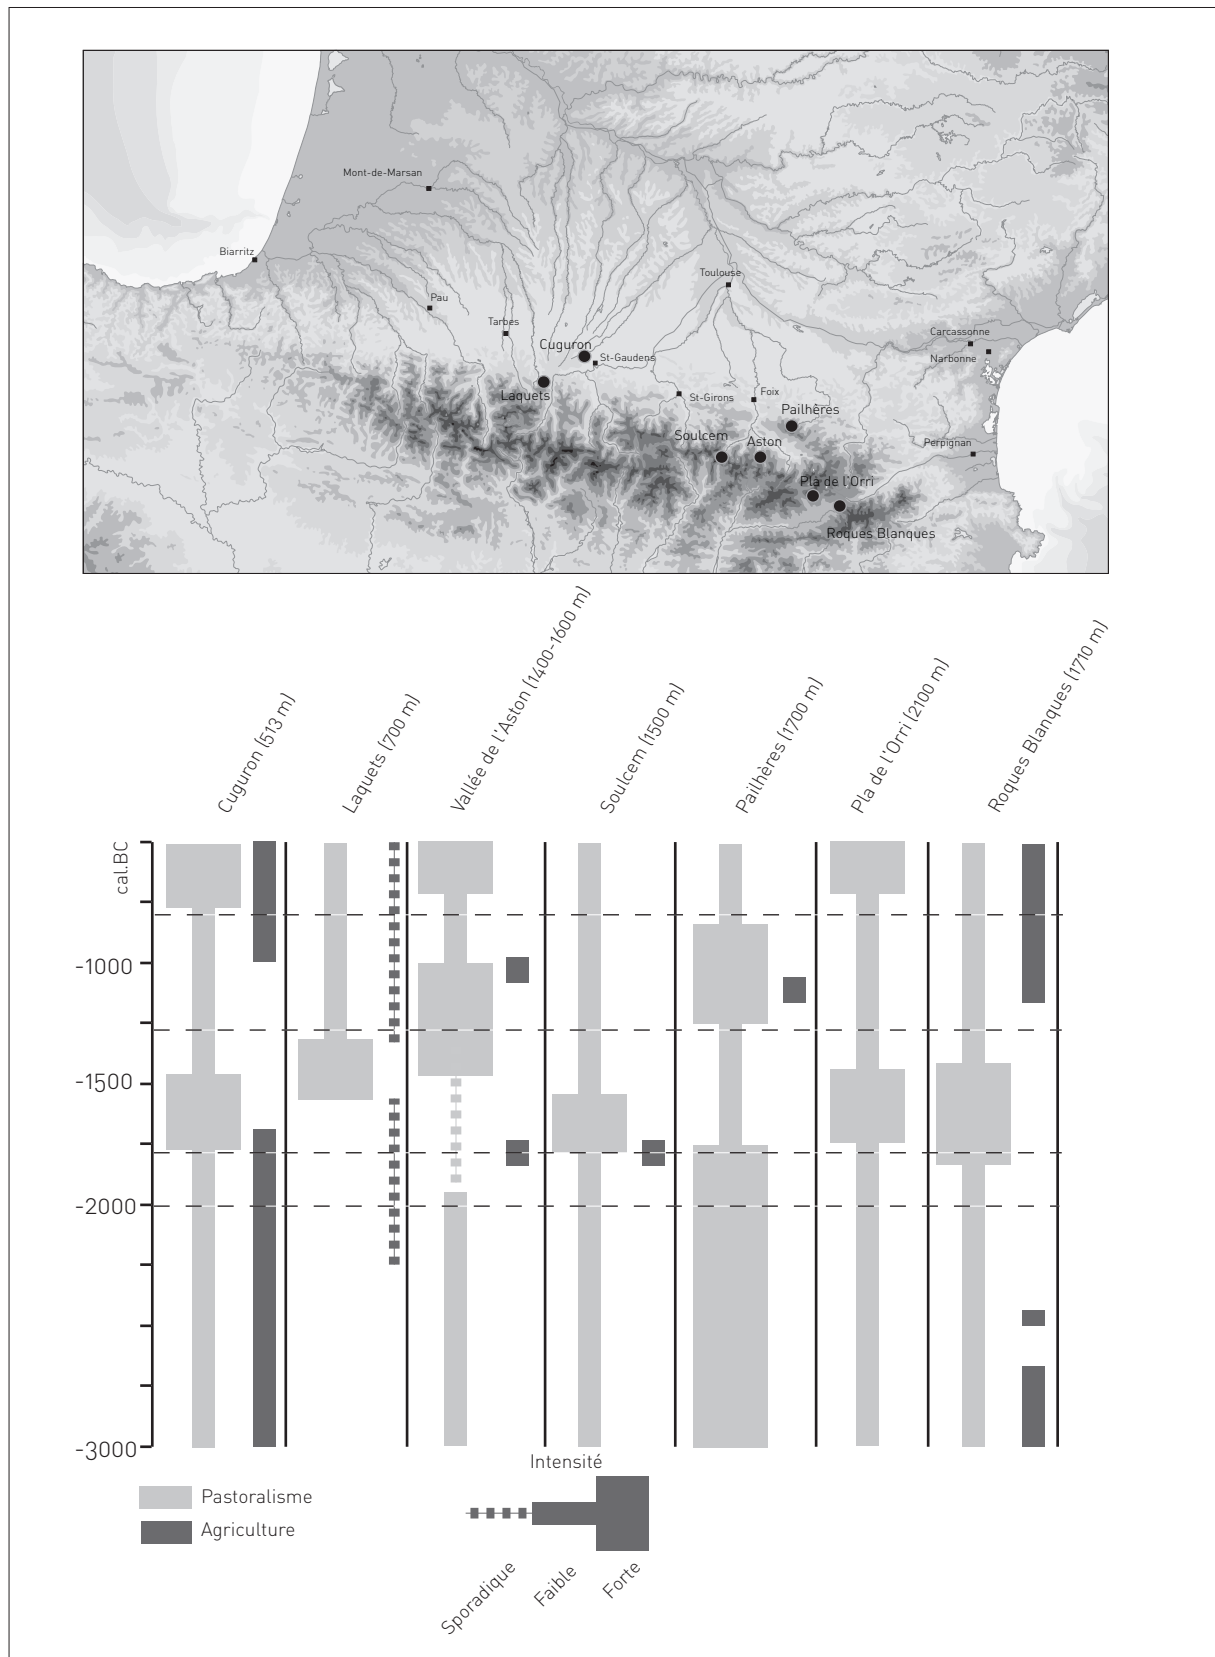 Mont-de-Marsan
Biarritz
Toulouse
Pau
Tarbes
Carcassonne
Cuguron
St-Gaudens
Narbonne
Laquets
St-Girons
Foix
Pailhères
Soulcem
Aston
Perpignan
Pla de l'Orri
Roques Blanques
Cuguron (513 m)
Laquets (700 m)
Vallée de l'Aston (1400-1600 m)
Soulcem (1500 m)
Pailhères (1700 m)
Pla de l'Orri (2100 m)
Roques Blanques (1710 m)
cal.BC
-1000
-1500
-2000
-3000
Intensité
Pastoralisme
Agriculture
Sporadique
Faible
Forte